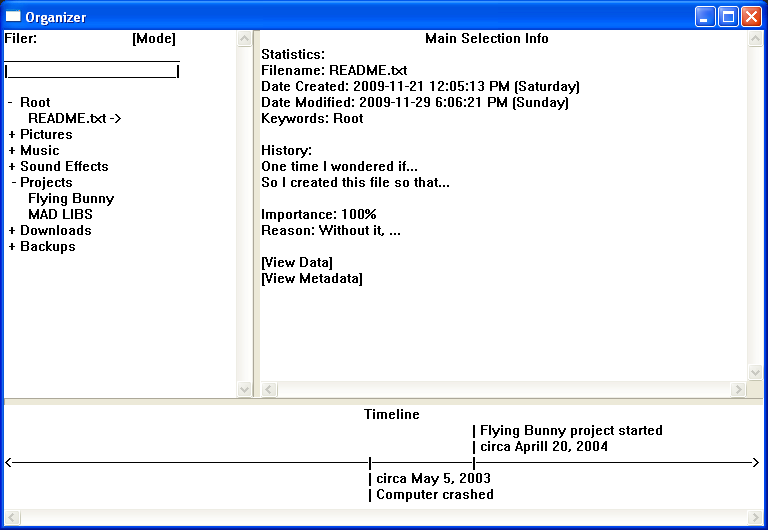 Organizer
Filer: [Mode]
- Root
README.txt ->
+ Pictures
+ Music
+ Sound Effects
- Projects
Flying Bunny
MAD LIBS
+ Downloads
+ Backups
Main Selection Info
Statistics:
Filename: README.txt
Date Created: 2009-11-21 12:05:13 PM (Saturday)
Date Modified: 2009-11-29 6:06:21 PM (Sunday)
Keywords: Root
History:
One time I wondered if...
So I created this file so that...
Importance: 100%
Reason: Without it, ...
[View Data]
[View Metadata]
Timeline
| Flying Bunny project started
| circa Aprill 20, 2004
| circa May 5, 2003
| Computer crashed